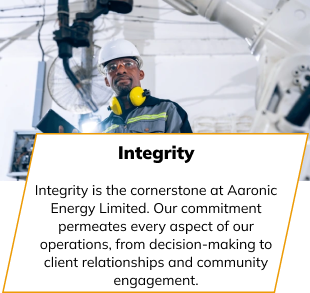 Integrity
Integrity is the cornerstone at Aaronic
Energy Limited. Our commitment
permeates every aspect of our
operations, from decision-making to
client relationships and community
engagement.